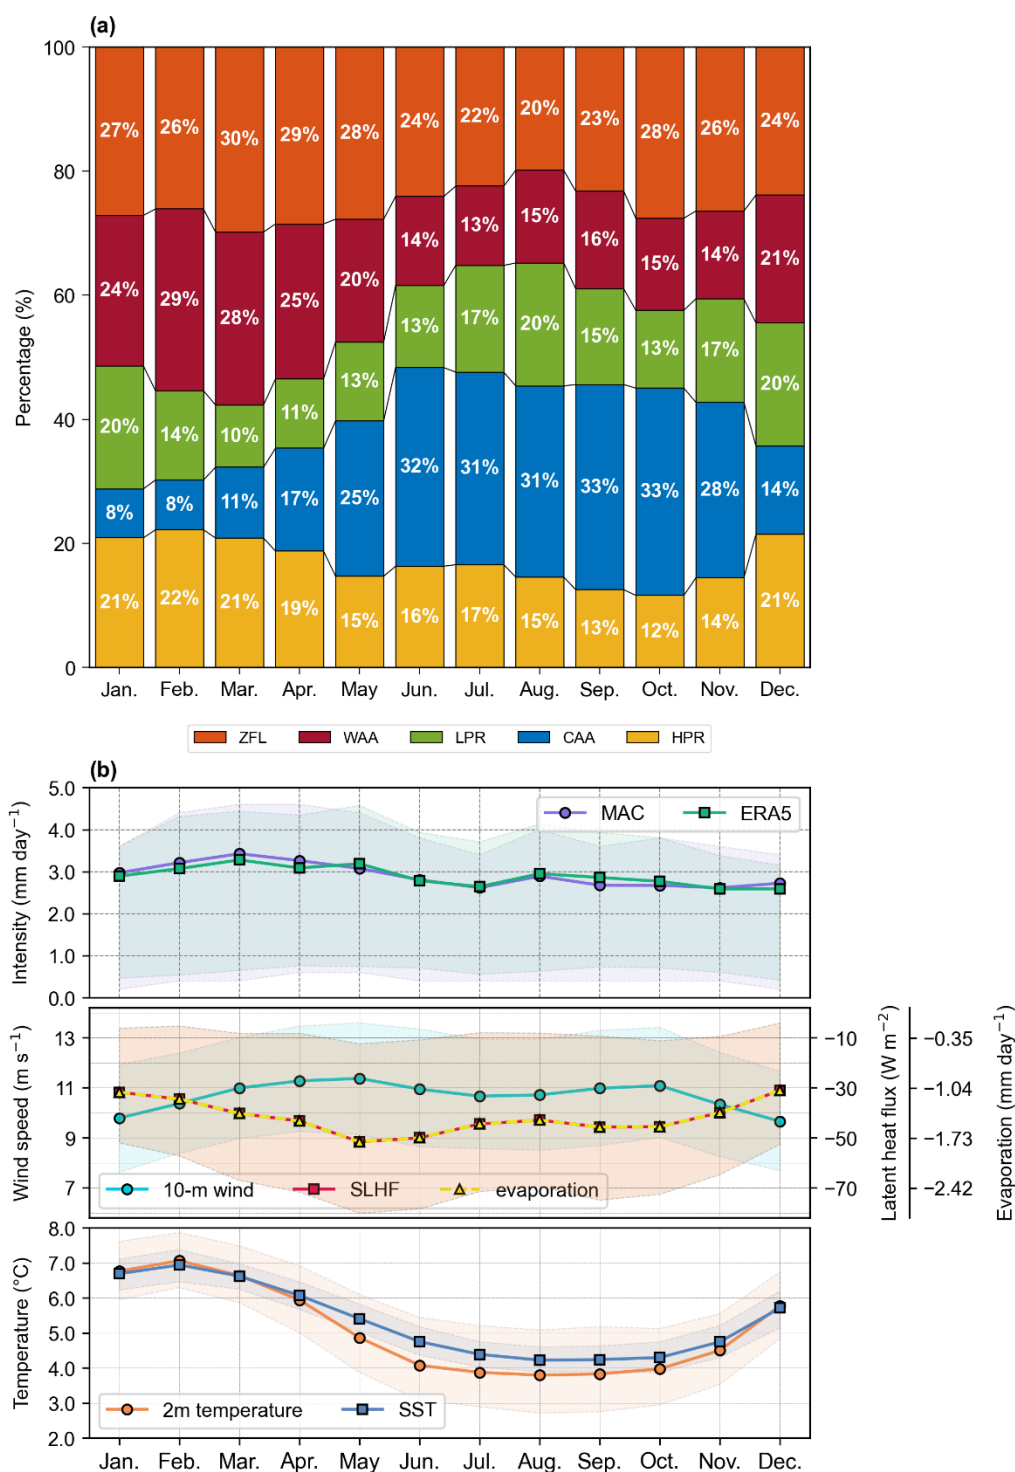 (a)
Percentage (%)
100
80
60
40
20
0
27% 26% 30% 29% 28% 24% 22% 20% 23% 28% 26% 24%
24% 29% 28% 25% 20% 14% 13% 15% 16% 15% 14% 21%
20% 14% 10% 11% 13% 13% 17% 20% 15% 13% 17% 20%
8% 8% 11% 17% 25% 32% 31% 31% 33% 33% 28% 14%
21% 22% 21% 19% 15% 16% 17% 15% 13% 12% 14% 21%
Jan. Feb. Mar. Apr. May Jun. Jul. Aug. Sep. Oct. Nov. Dec.
ZFL WAA LPR CAA HPR
(b)
Intensity (mm day⁻¹)
5.0
4.0
3.0
2.0
1.0
0.0
MAC ERA5
Wind speed (m s⁻¹)
13
11
9
7
10-m wind SLHF evaporation
−10
−30
−50
−70
Latent heat flux (W m⁻²)
−0.35
−1.04
−1.73
−2.42
Evaporation (mm day⁻¹)
Temperature (°C)
8.0
7.0
6.0
5.0
4.0
3.0
2.0
2m temperature SST
Jan. Feb. Mar. Apr. May Jun. Jul. Aug. Sep. Oct. Nov. Dec.